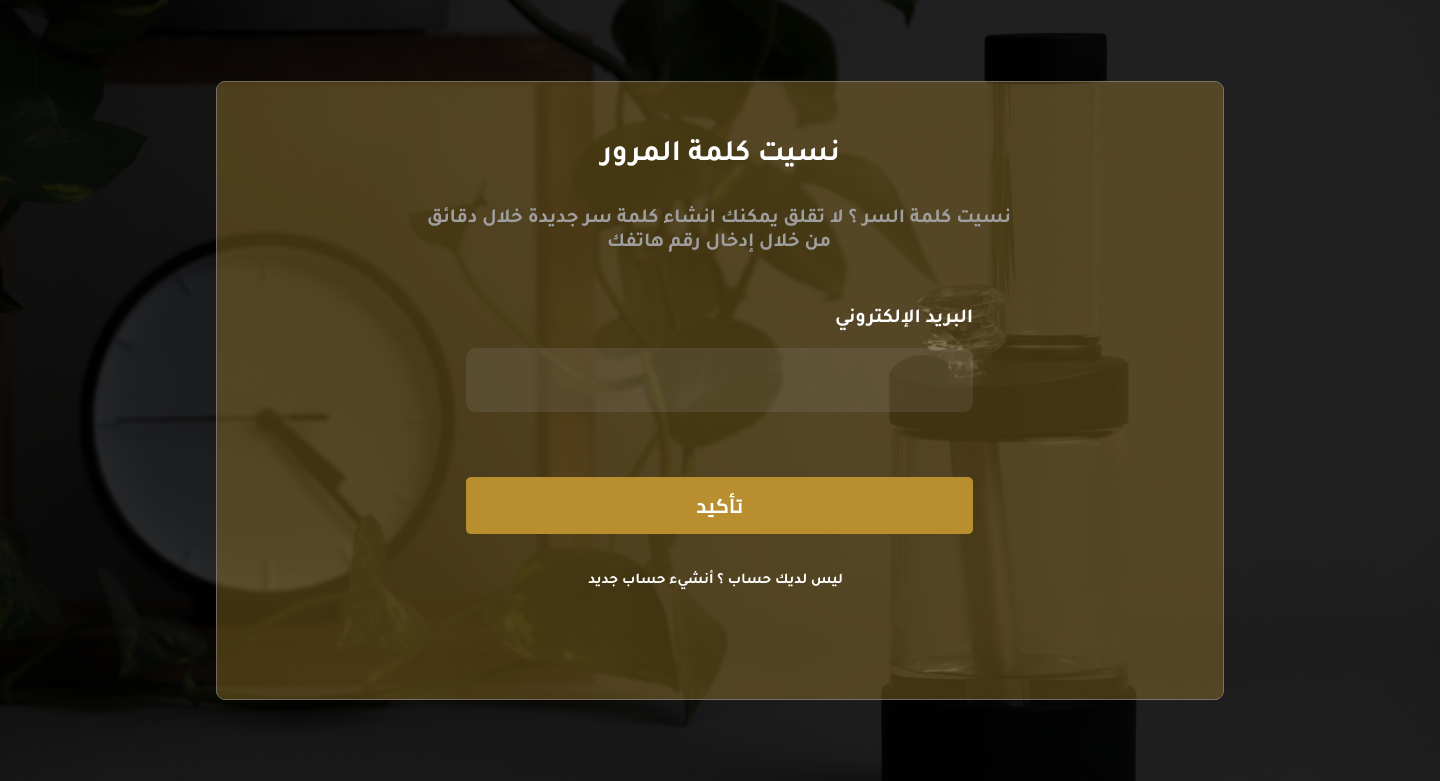 نسيت كلمة المرور
نسيت كلمة السر ؟ لا تقلق يمكنك انشاء كلمة سر جديدة خلال دقائق
من خلال إدخال رقم هاتفك
البريد الإلكتروني
تأكيد
ليس لديك حساب ؟ أنشيء حساب جديد